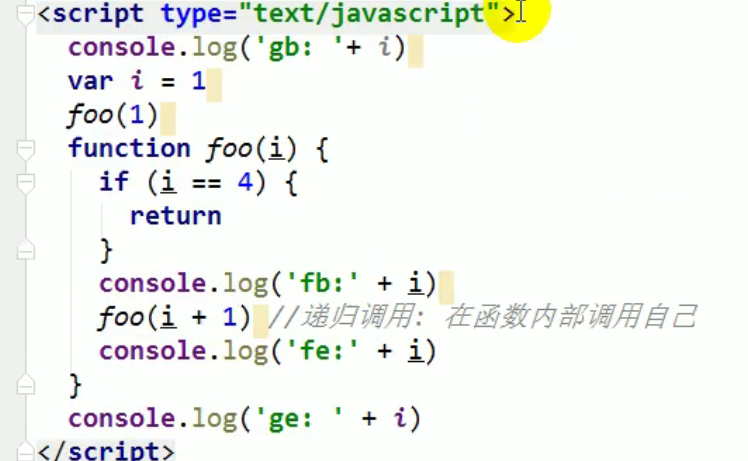 <script type="text/javascript">
console.log('gb: '+ i)
var i = 1
foo(1)
function foo(i) {
if (i == 4) {
return
}
console.log('fb:' + i)
foo(i + 1) //递归调用: 在函数内部调用自己
console.log('fe:' + i)
}
console.log('ge: ' + i)
</script>